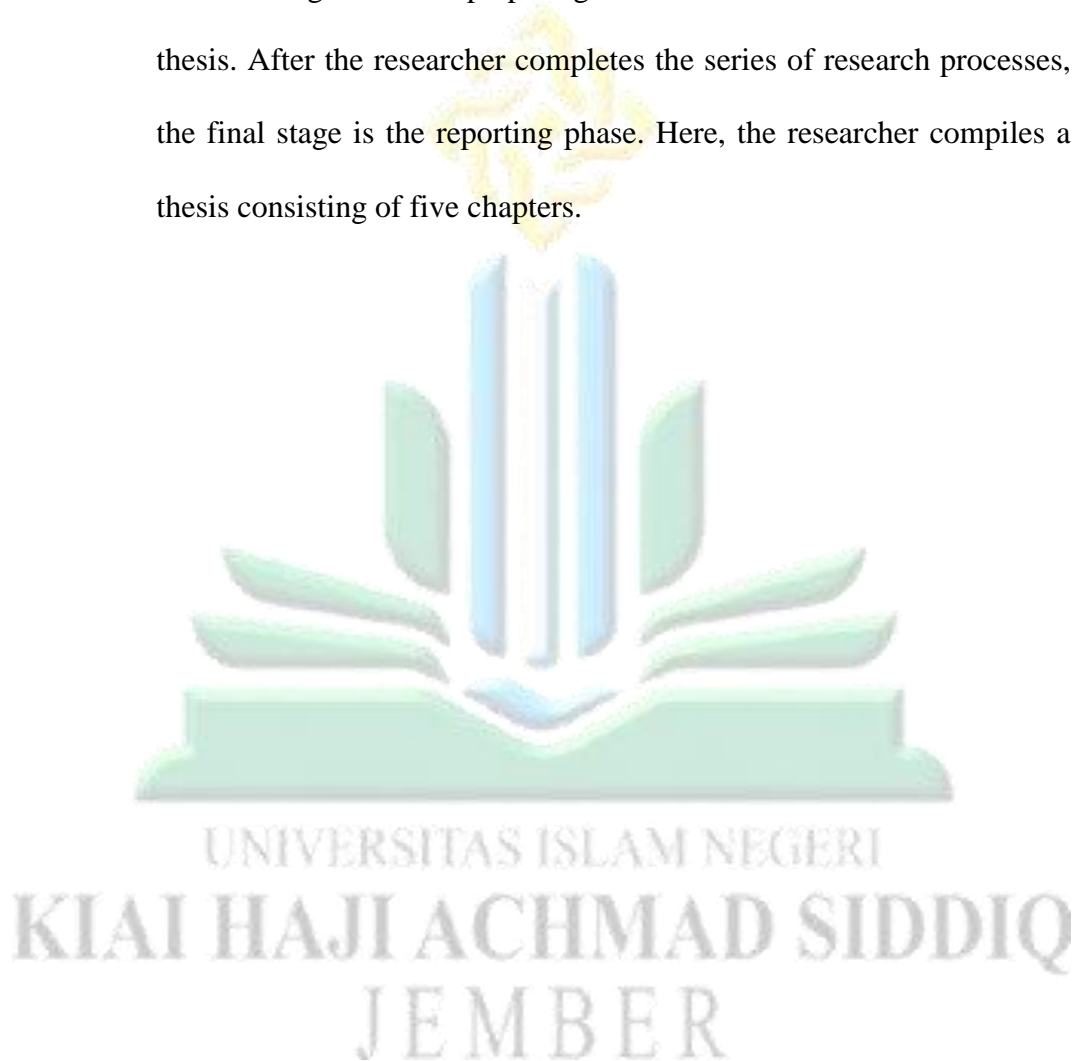 thesis. After the researcher completes the series of research processes,
the final stage is the reporting phase. Here, the researcher compiles a
thesis consisting of five chapters.
UNIVERSITAS ISLAM NEGERI
KIAI HAJI ACHMAD SIDDIQ
JEMBER